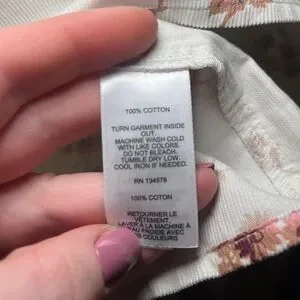 100% COTTON
TURN GARMENT INSIDE
OUT.
MACHINE WASH COLD
WITH LIKE COLORS.
DO NOT BLEACH.
TUMBLE DRY LOW.
COOL IRON IF NEEDED.
RN 134578
100% COTTON
RETOURNER LE
VÊTEMENT.
LAVER À LA MACHINE À
EAU FROIDE AVEC
COULEURS